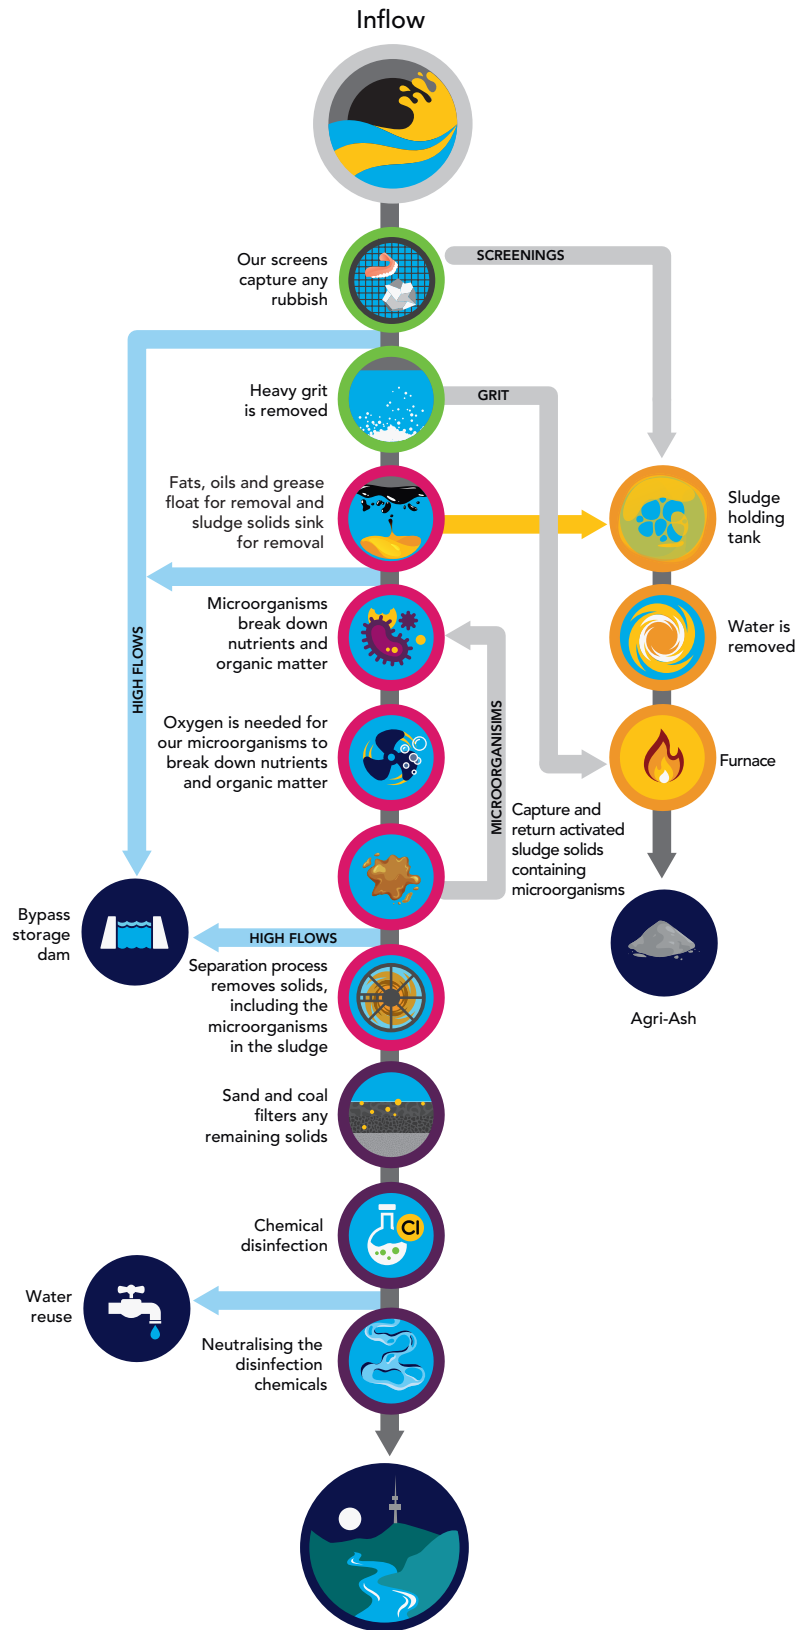 Inflow
Our screens
capture any
rubbish
SCREENINGS
Heavy grit
is removed
GRIT
Fats, oils and grease
float for removal and
sludge solids sink
for removal
Sludge
holding
tank
HIGH FLOWS
Microorganisms
break down
nutrients and
organic matter
Water is
removed
MICROORGANISIMS
Oxygen is needed for
our microorganisms to
break down nutrients
and organic matter
Furnace
Capture and
return activated
sludge solids
containing
microorganisms
Bypass
storage
dam
HIGH FLOWS
Separation process
removes solids,
including the
microorganisms
in the sludge
Agri-Ash
Sand and coal
filters any
remaining solids
Chemical
disinfection
Cl
Water
reuse
Neutralising the
disinfection
chemicals